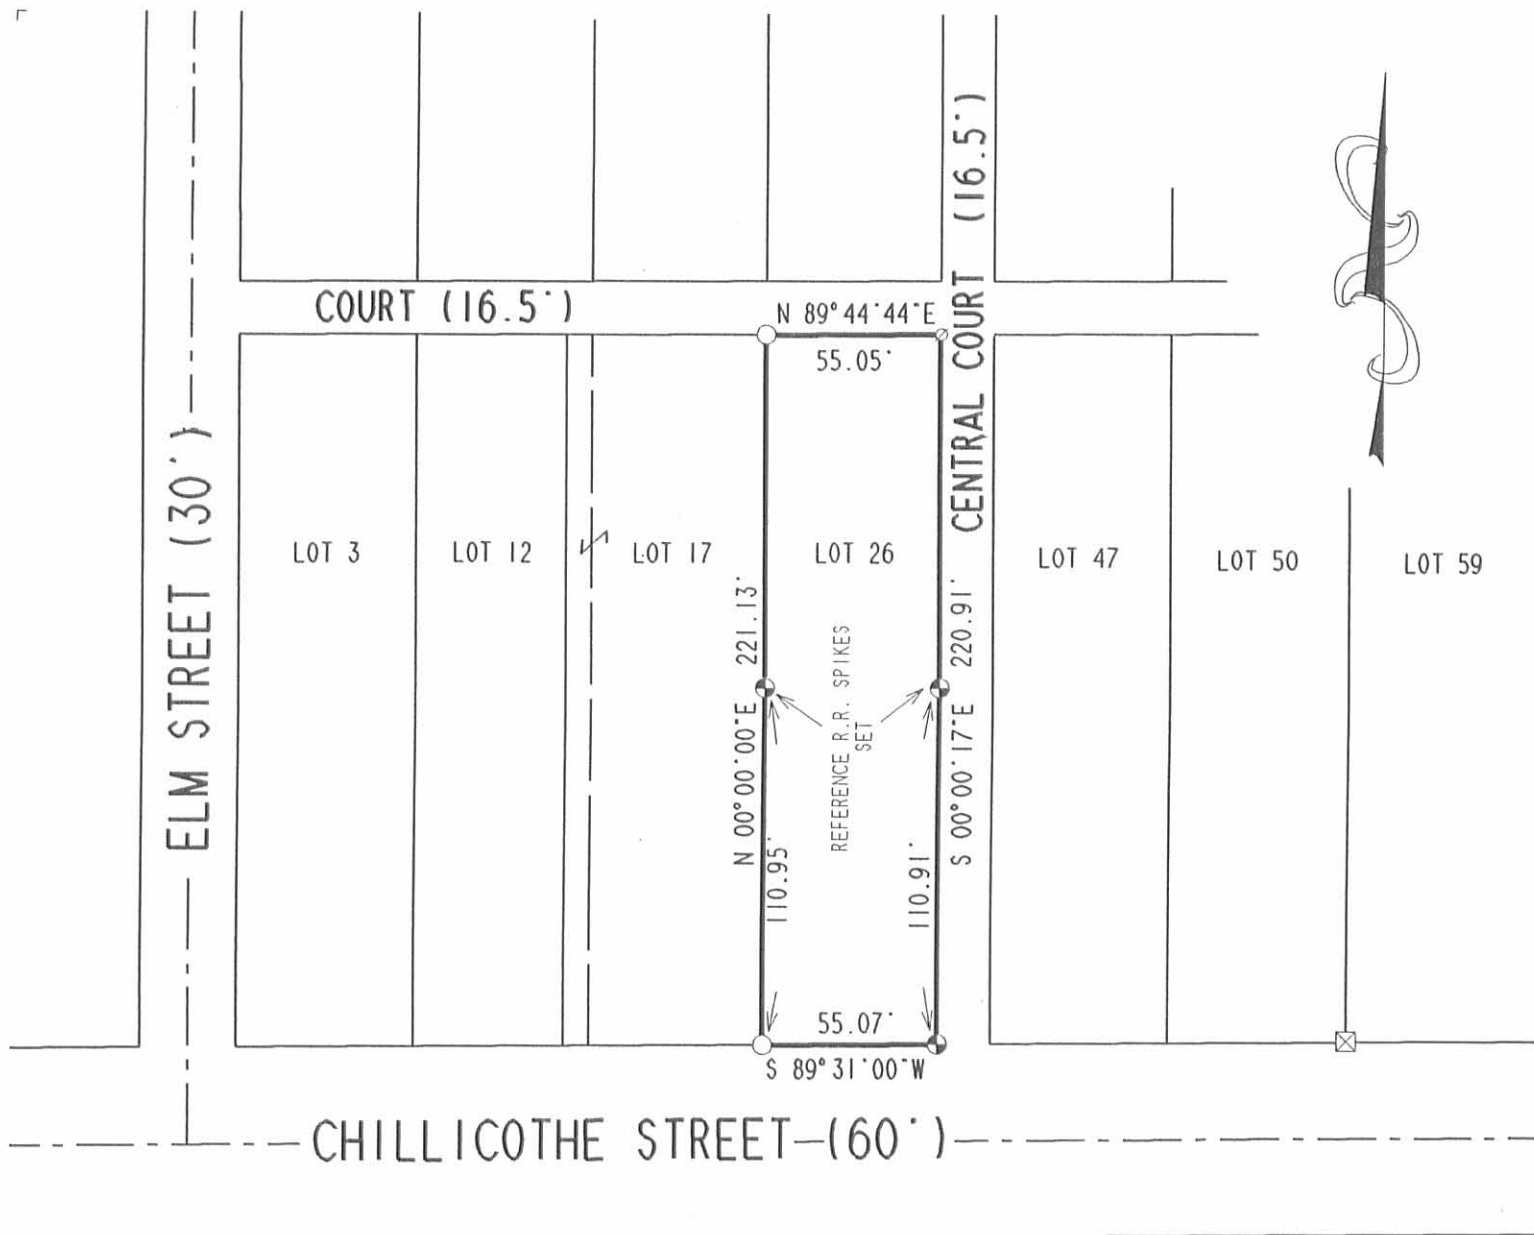 COURT (16.5')
N 89°44'44"E
55.05'
CENTRAL COURT (16.5')
ELM STREET (30')
LOT 3
LOT 12
LOT 17
LOT 26
LOT 47
LOT 50
LOT 59
N 00°00'00"E 221.13'
REFERENCE R.R. SPIKES
SET
S 00°00'17"E 220.91'
110.95'
110.91'
55.07'
S 89°31'00"W
CHILLICOTHE STREET (60')